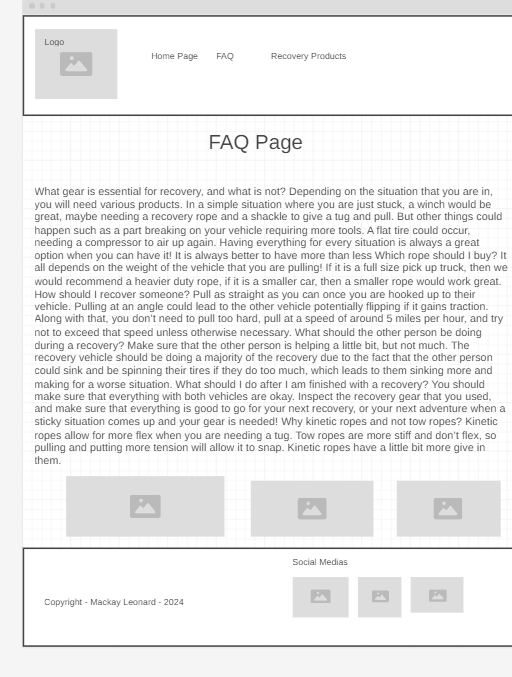 Logo
Home Page FAQ Recovery Products
FAQ Page
What gear is essential for recovery, and what is not? Depending on the situation that you are in,
you will need various products. In a simple situation where you are just stuck, a winch would be
great, maybe needing a recovery rope and a shackle to give a tug and pull. But other things could
happen such as a part breaking on your vehicle requiring more tools. A flat tire could occur,
needing a compressor to air up again. Having everything for every situation is always a great
option when you can have it! It is always better to have more than less Which rope should I buy? It
all depends on the weight of the vehicle that you are pulling! If it is a full size pick up truck, then we
would recommend a heavier duty rope, if it is a smaller car, then a smaller rope would work great.
How should I recover someone? Pull as straight as you can once you are hooked up to their
vehicle. Pulling at an angle could lead to the other vehicle potentially flipping if it gains traction.
Along with that, you don't need to pull too hard, pull at a speed of around 5 miles per hour, and try
not to exceed that speed unless otherwise necessary. What should the other person be doing
during a recovery? Make sure that the other person is helping a little bit, but not much. The
recovery vehicle should be doing a majority of the recovery due to the fact that the other person
could sink and be spinning their tires if they do too much, which leads to them sinking more and
making for a worse situation. What should I do after I am finished with a recovery? You should
make sure that everything with both vehicles are okay. Inspect the recovery gear that you used,
and make sure that everything is good to go for your next recovery, or your next adventure when a
sticky situation comes up and your gear is needed! Why kinetic ropes and not tow ropes? Kinetic
ropes allow for more flex when you are needing a tug. Tow ropes are more stiff and don't flex, so
pulling and putting more tension will allow it to snap. Kinetic ropes have a little bit more give in
them.
Social Medias
Copyright - Mackay Leonard - 2024